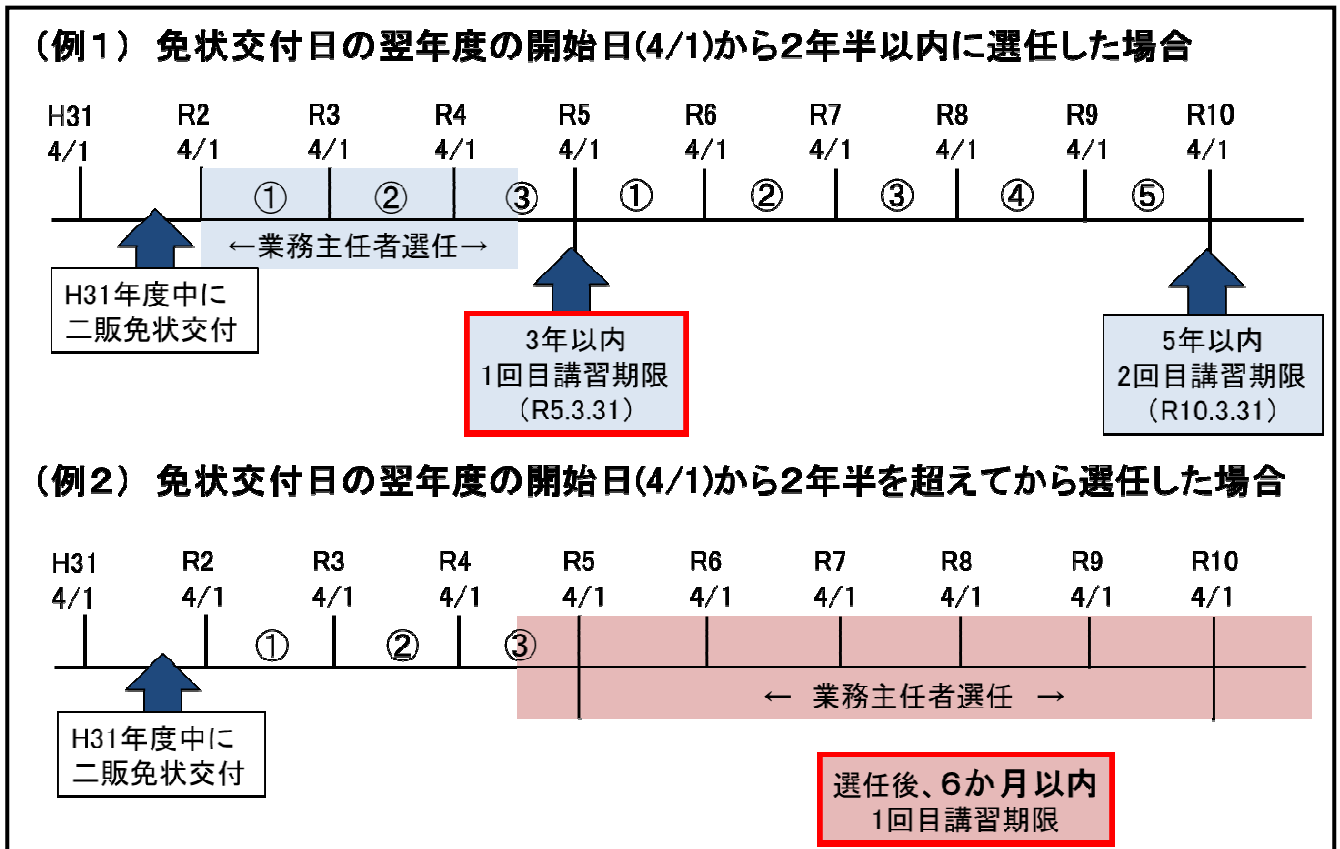 (例1) 免状交付日の翌年度の開始日(4/1)から2年半以内に選任した場合
H31 R2 R3 R4 R5 R6 R7 R8 R9 R10
4/1 4/1 4/1 4/1 4/1 4/1 4/1 4/1 4/1 4/1
① ② ③ ① ② ③ ④ ⑤
←業務主任者選任→
H31年度中に
二販免状交付
3年以内
1回目講習期限
(R5.3.31)
5年以内
2回目講習期限
(R10.3.31)
(例2) 免状交付日の翌年度の開始日(4/1)から2年半を超えてから選任した場合
H31 R2 R3 R4 R5 R6 R7 R8 R9 R10
4/1 4/1 4/1 4/1 4/1 4/1 4/1 4/1 4/1 4/1
① ② ③
← 業務主任者選任 →
H31年度中に
二販免状交付
選任後、6か月以内
1回目講習期限